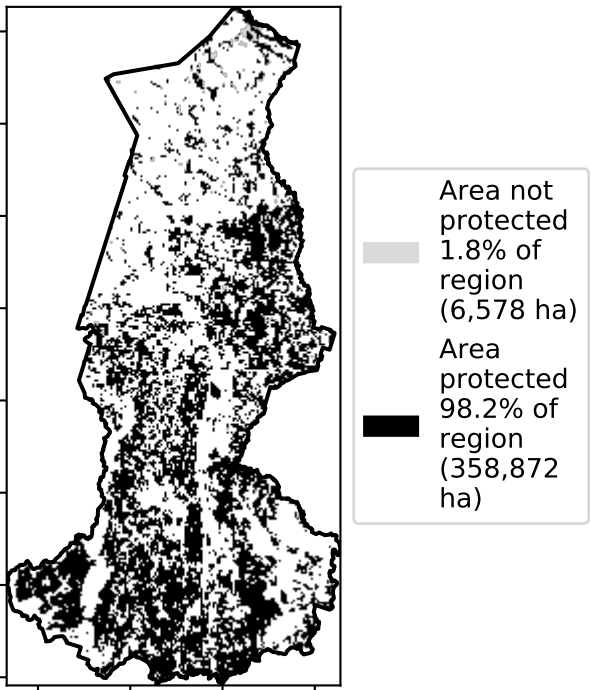 Area not
protected
1.8% of
region
(6,578 ha)
Area
protected
98.2% of
region
(358,872
ha)